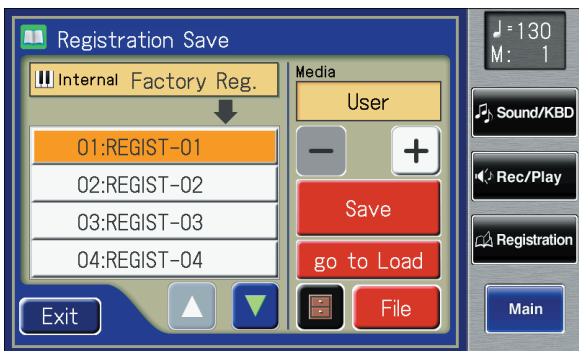 Registration Save
Internal Factory Reg.
01:REGIST-01
02:REGIST-02
03:REGIST-03
04:REGIST-04
Exit
Media
User
Save
go to Load
File
♩=130
M: 1
Sound/KBD
Rec/Play
Registration
Main